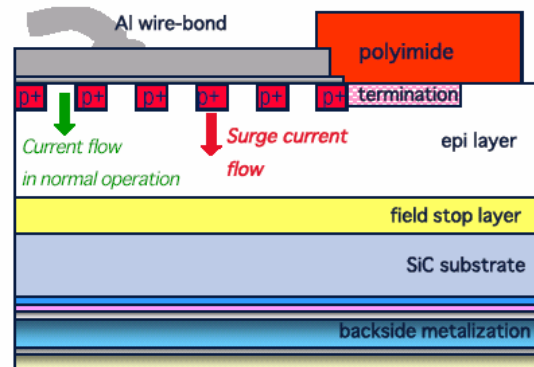 Al wire-bond
polyimide
p+ p+ p+ p+ p+ p+ termination
Current flow
in normal operation
Surge current
flow
epi layer
field stop layer
SiC substrate
backside metalization